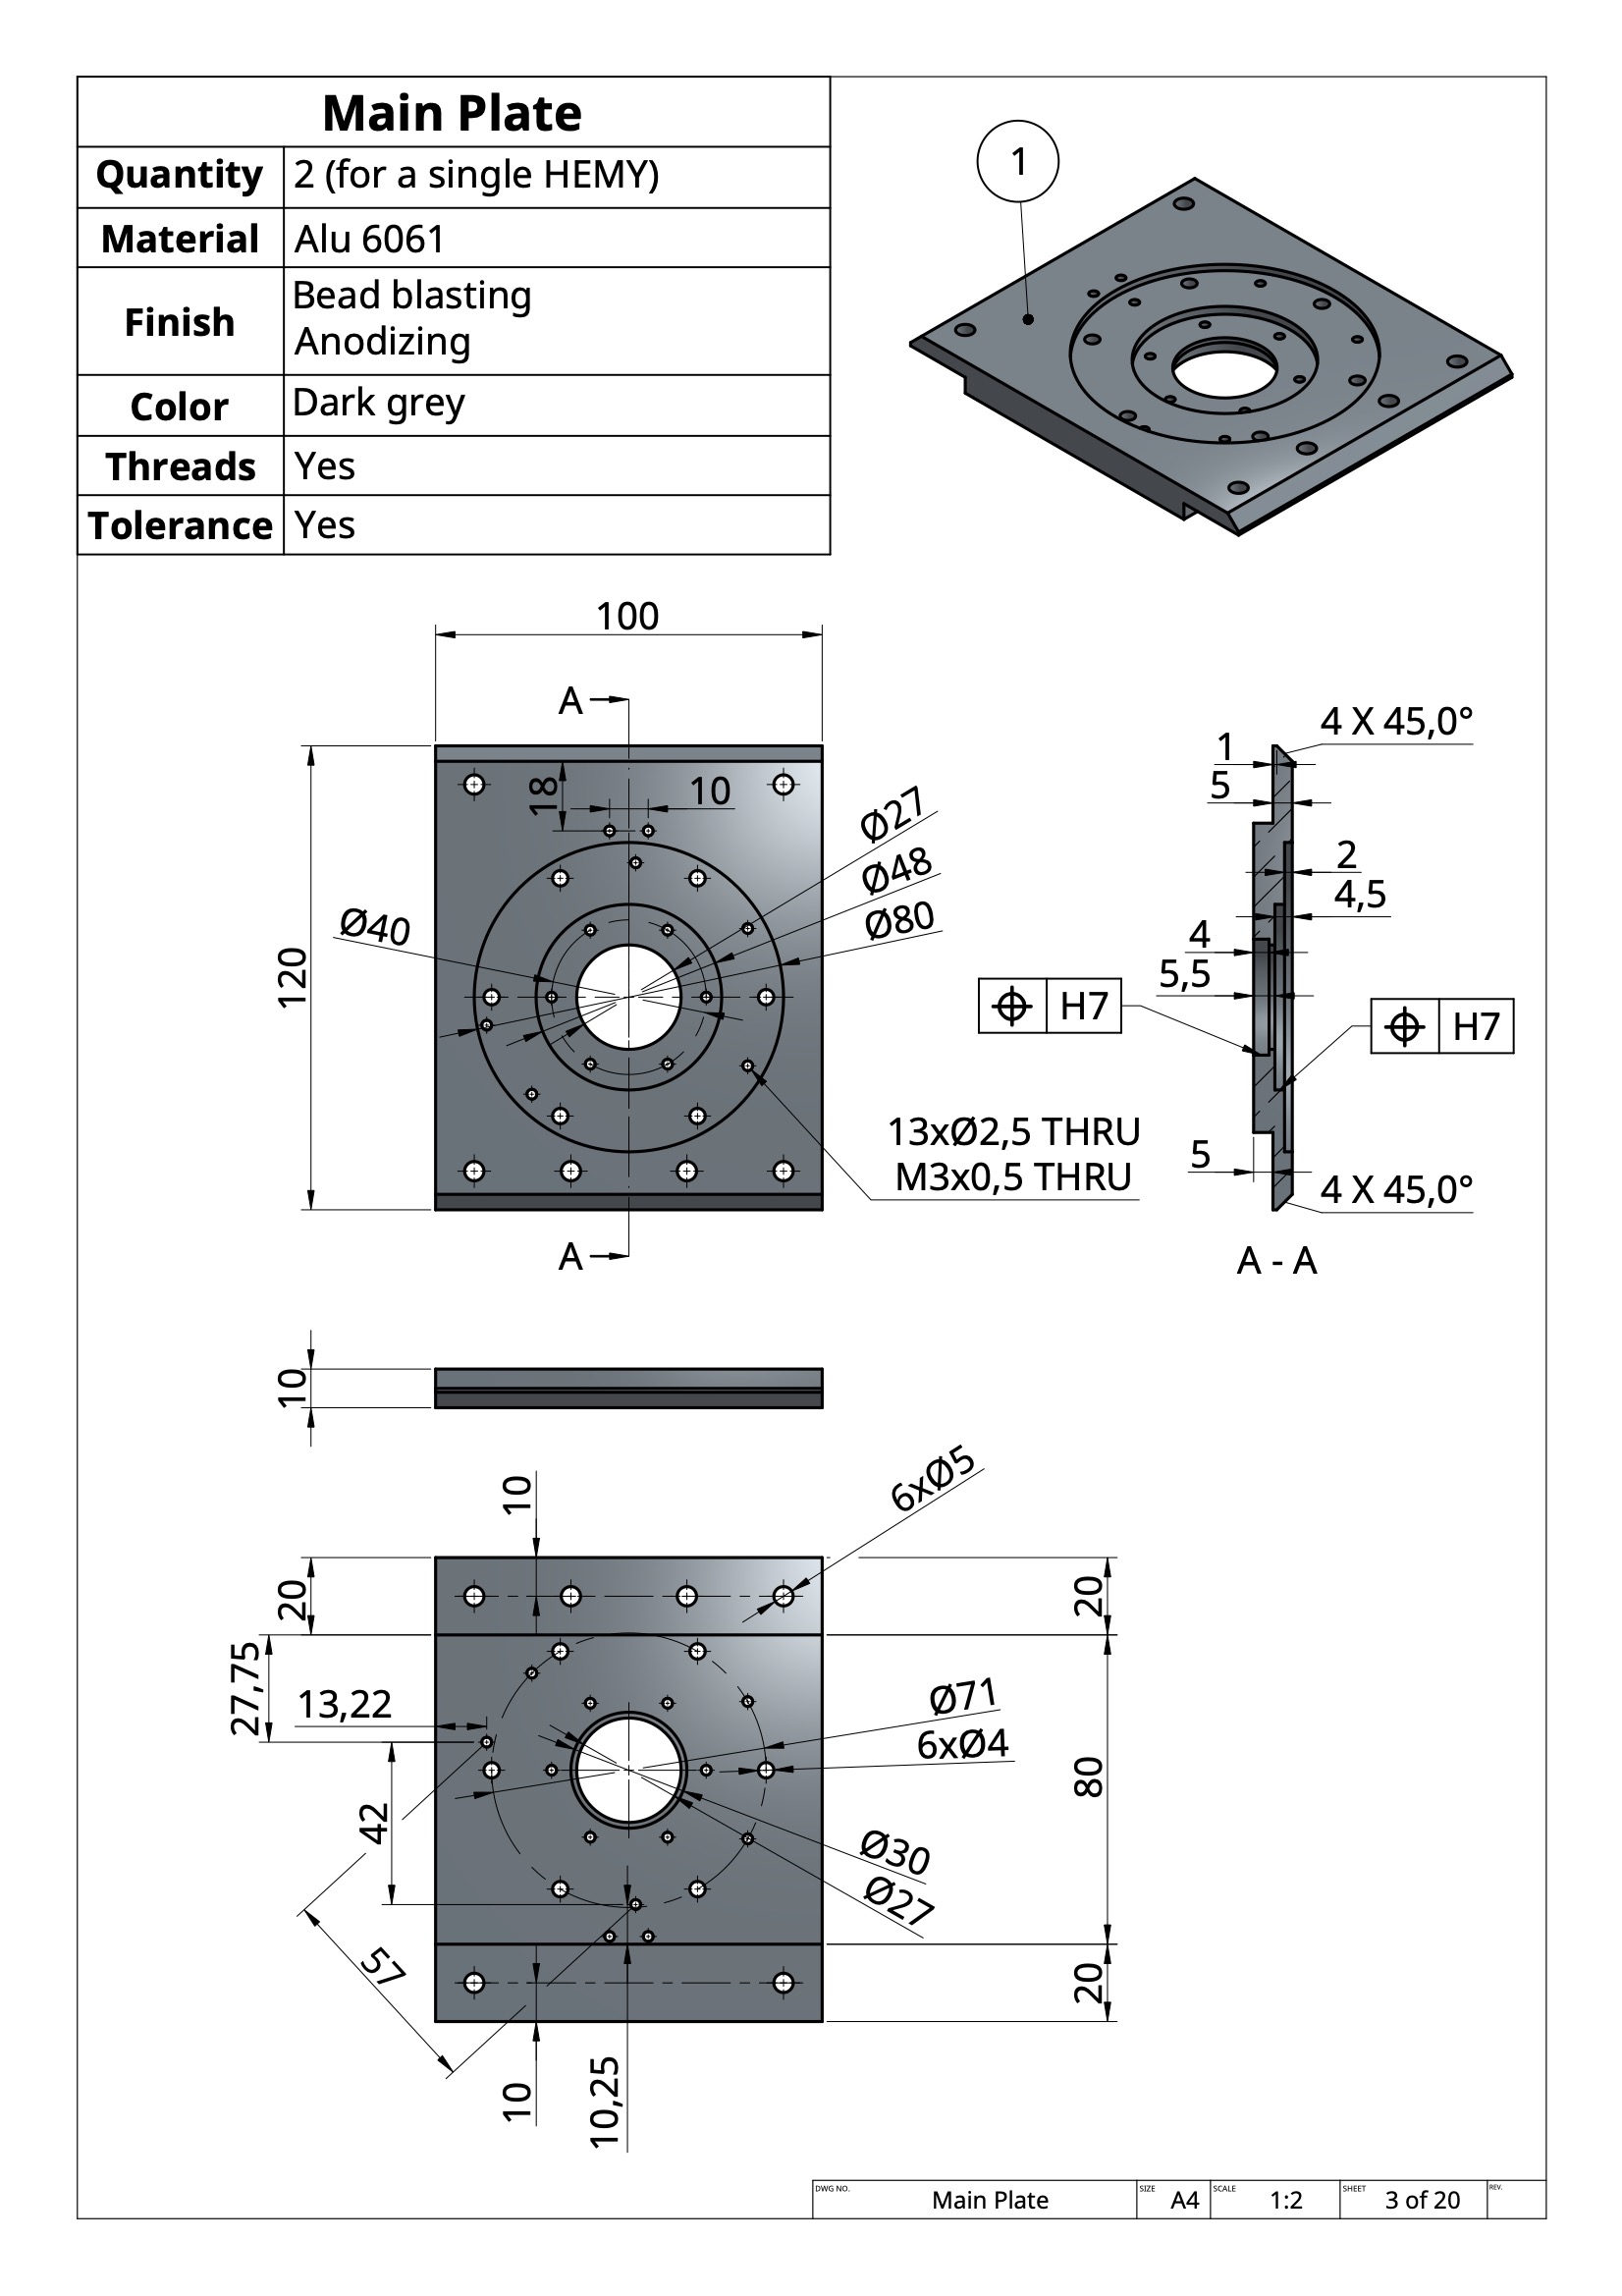 Main Plate
Quantity 2 (for a single HEMY)
Material Alu 6061
Finish Bead blasting
Anodizing
Color Dark grey
Threads Yes
Tolerance Yes
1
100
A
18
10
Ø27
Ø48
Ø80
Ø40
120
13xØ2,5 THRU
M3x0,5 THRU
A
1
4 X 45,0°
5
2
4,5
4
5,5
⌖ H7
⌖ H7
5
4 X 45,0°
A - A
10
10
6xØ5
20
20
27,75
13,22
Ø71
6xØ4
80
42
Ø30
Ø27
57
20
10
10,25
DWG NO. Main Plate SIZE A4 SCALE 1:2 SHEET 3 of 20 REV.